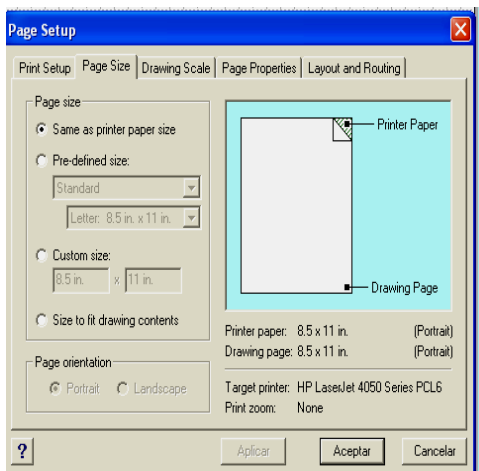 Page Setup
Print Setup
Page Size
Drawing Scale
Page Properties
Layout and Routing
Page size
Same as printer paper size
Pre-defined size:
Standard
Letter: 8.5 in. x 11 in.
Custom size:
8.5 in. x 11 in.
Size to fit drawing contents
Page orientation
Portrait Landscape
Printer Paper
Drawing Page
Printer paper: 8.5 x 11 in. (Portrait)
Drawing page: 8.5 x 11 in. (Portrait)
Target printer: HP LaserJet 4050 Series PCL6
Print zoom: None
?
Aplicar
Aceptar
Cancelar